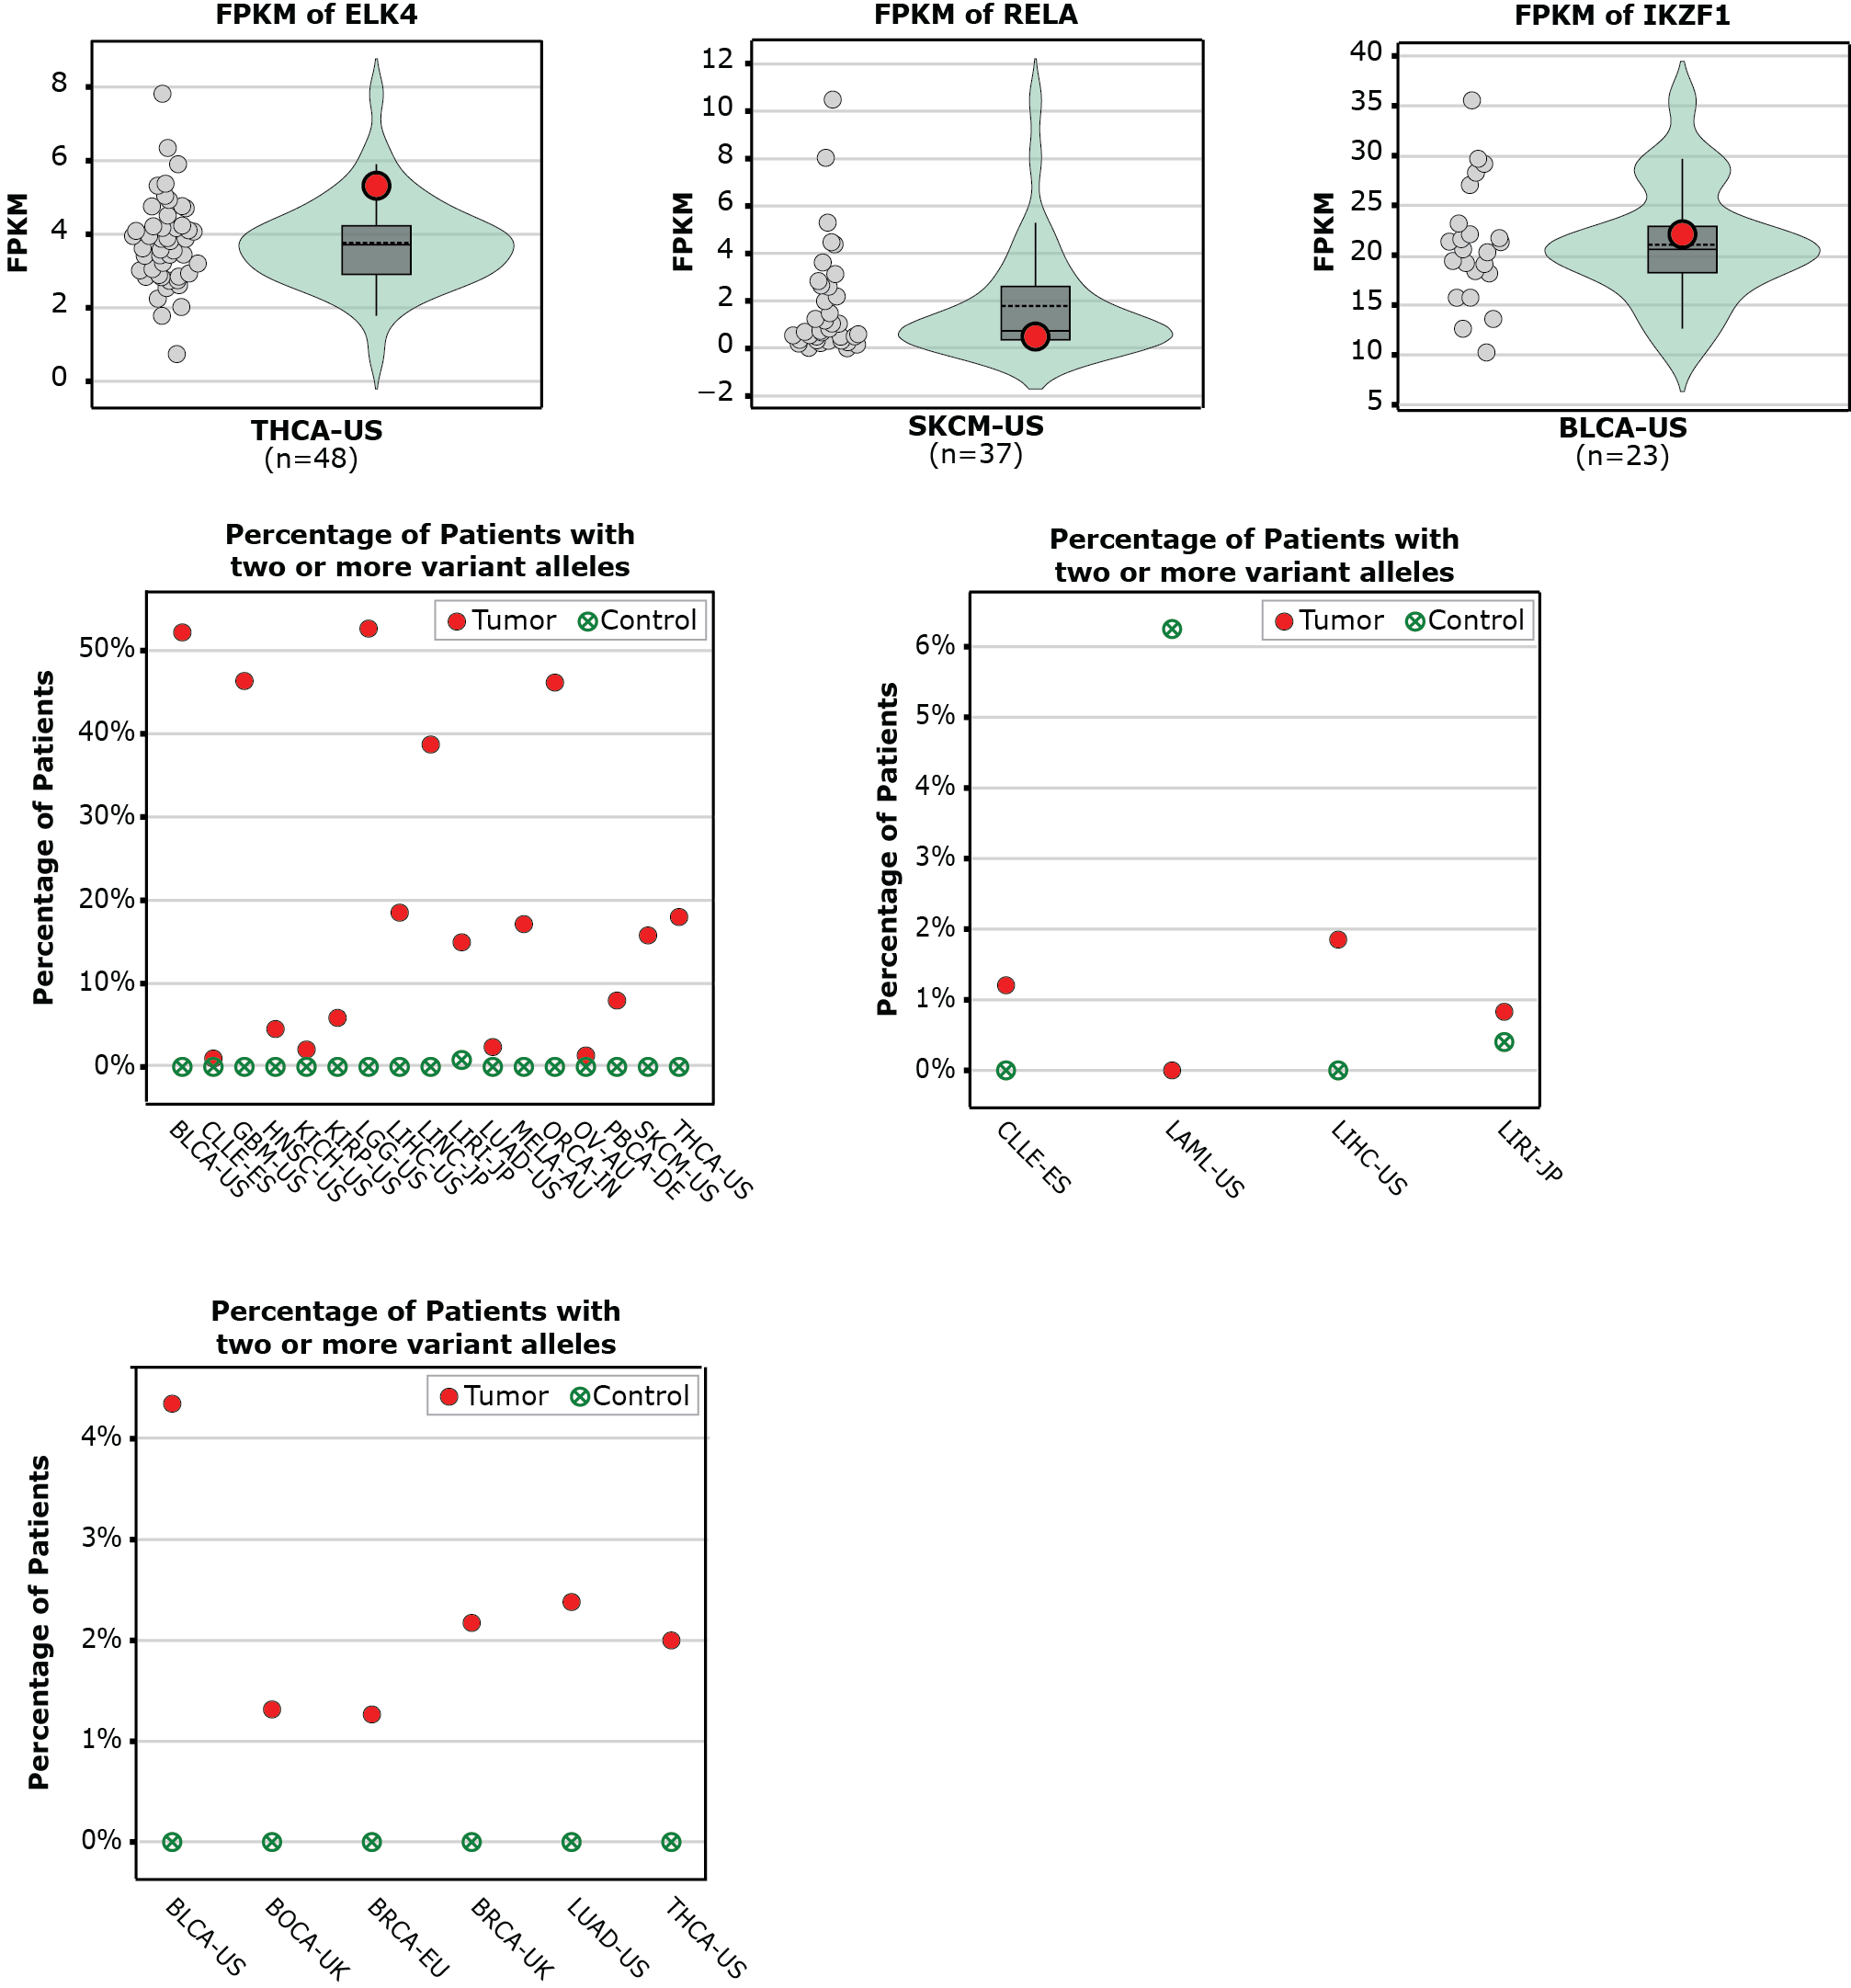 FPKM of ELK4
FPKM
8
6
4
2
0
THCA-US
(n=48)
FPKM of RELA
FPKM
12
10
8
6
4
2
0
−2
SKCM-US
(n=37)
FPKM of IKZF1
FPKM
40
35
30
25
20
15
10
5
BLCA-US
(n=23)
Percentage of Patients with
two or more variant alleles
Tumor Control
Percentage of Patients
50%
40%
30%
20%
10%
0%
BLCA-US
CLLE-ES
GBM-US
HNSC-US
KICH-US
KIRP-US
LGG-US
LIHC-US
LINC-JP
LIRI-JP
LUAD-US
MELA-AU
ORCA-IN
OV-AU
PBCA-DE
SKCM-US
THCA-US
Percentage of Patients with
two or more variant alleles
Tumor Control
Percentage of Patients
6%
5%
4%
3%
2%
1%
0%
CLLE-ES
LAML-US
LIHC-US
LIRI-JP
Percentage of Patients with
two or more variant alleles
Tumor Control
Percentage of Patients
4%
3%
2%
1%
0%
BLCA-US
BOCA-UK
BRCA-EU
BRCA-UK
LUAD-US
THCA-US